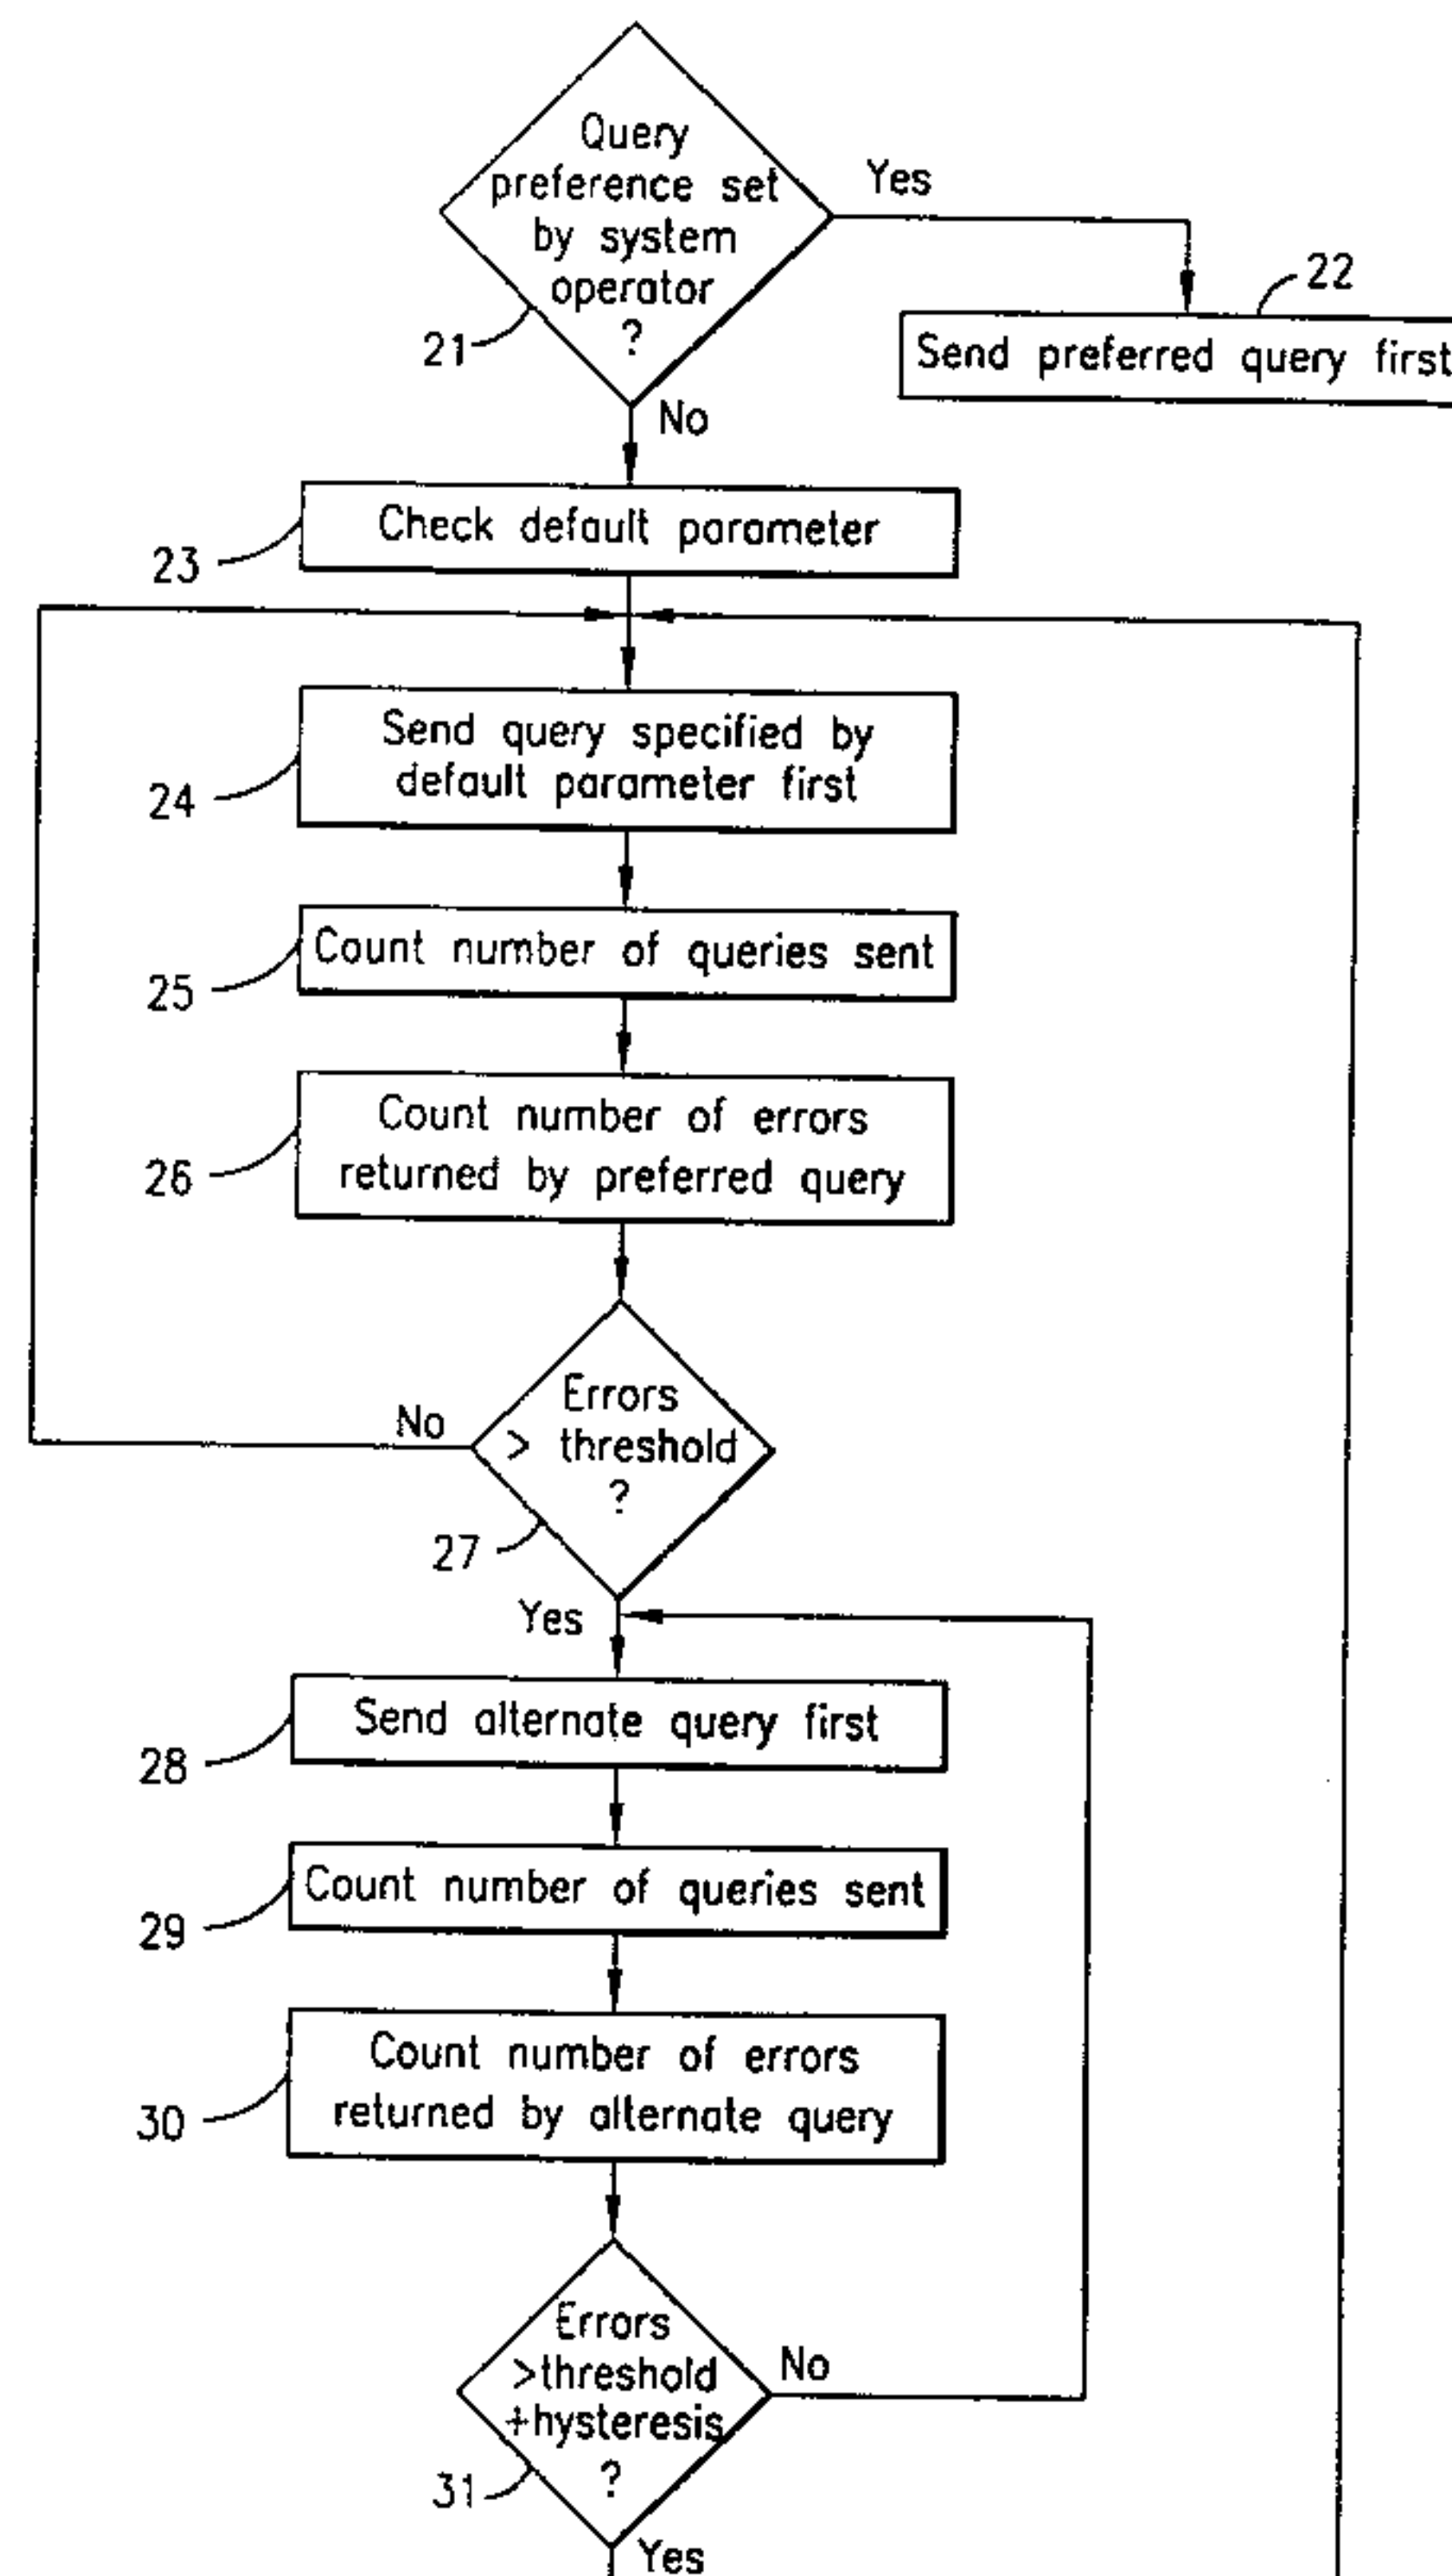 Query
preference set
by system
operator
?
Yes
21
22
Send preferred query first
No
Check default parameter
23
Send query specified by
default parameter first
24
Count number of queries sent
25
Count number of errors
returned by preferred query
26
Errors
> threshold
?
No
27
Yes
Send alternate query first
28
Count number of queries sent
29
Count number of errors
returned by alternate query
30
Errors
>threshold
+hysteresis
?
No
31
Yes